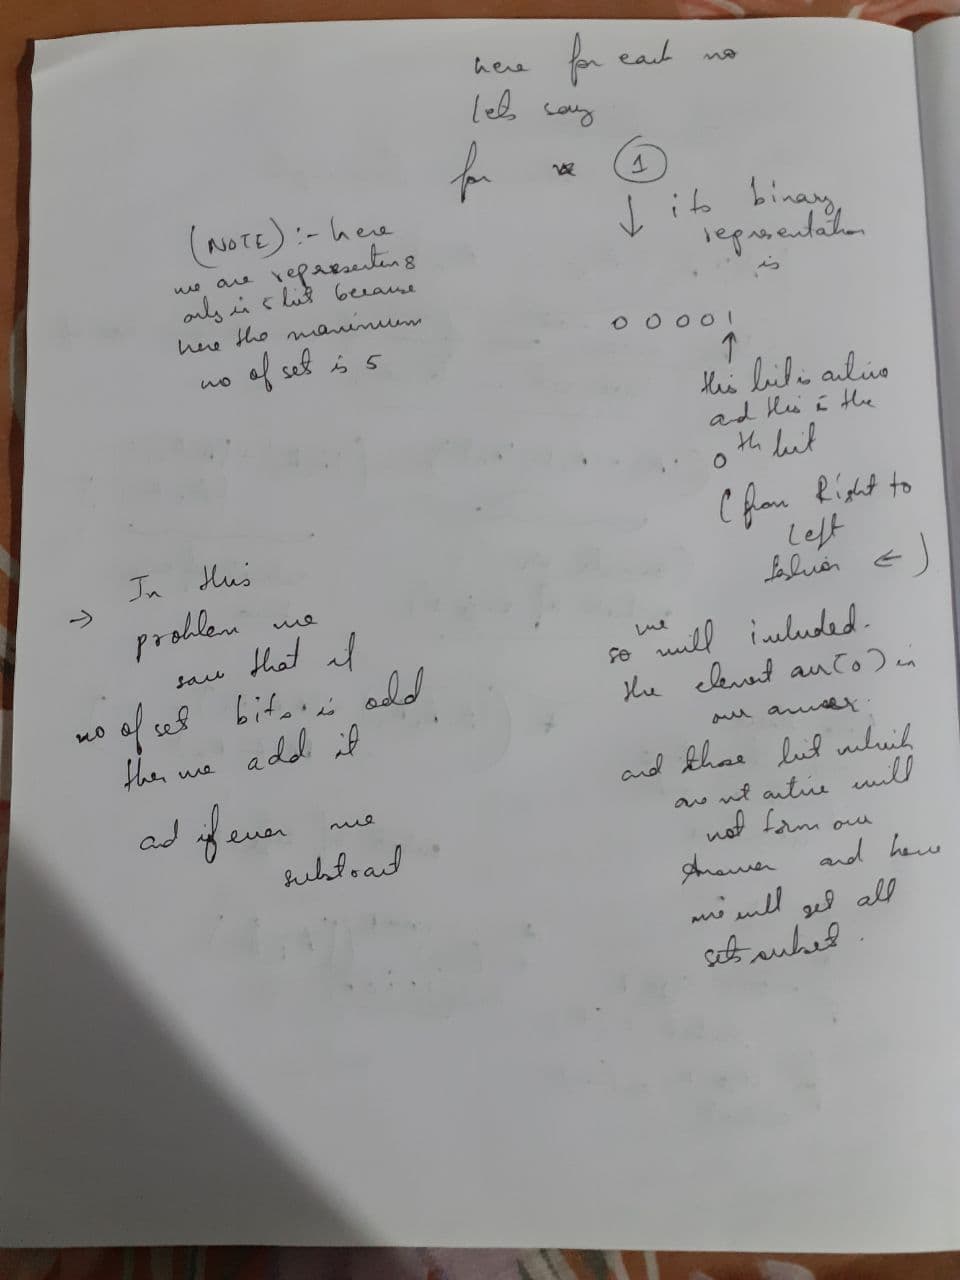 here for each no
lets say
for 1
↓ its binary
representation
is
(NOTE) :- here
we are representing
only in 5 bit because
here the maximum
no of set is 5
0 0 0 0 1
↑
this bit is active
and this is the
0th bit
(from Right to
Left
fashion ←)
so we will included.
the element arr[0] in
our answer.
and those bit which
are not active will
not form our
Answer and here
we will get all
sets subset.
→ In this
problem we
saw that if
no of set bits is odd
then we add it
ad if even we
subtract